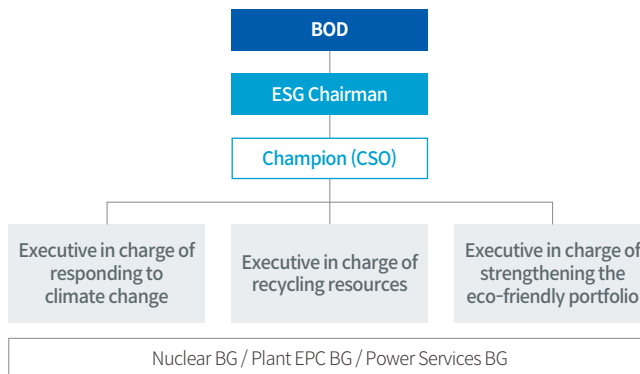 BOD
ESG Chairman
Champion (CSO)
Executive in charge of
responding to
climate change
Executive in charge of
recycling resources
Executive in charge of
strengthening the
eco-friendly portfolio
Nuclear BG / Plant EPC BG / Power Services BG